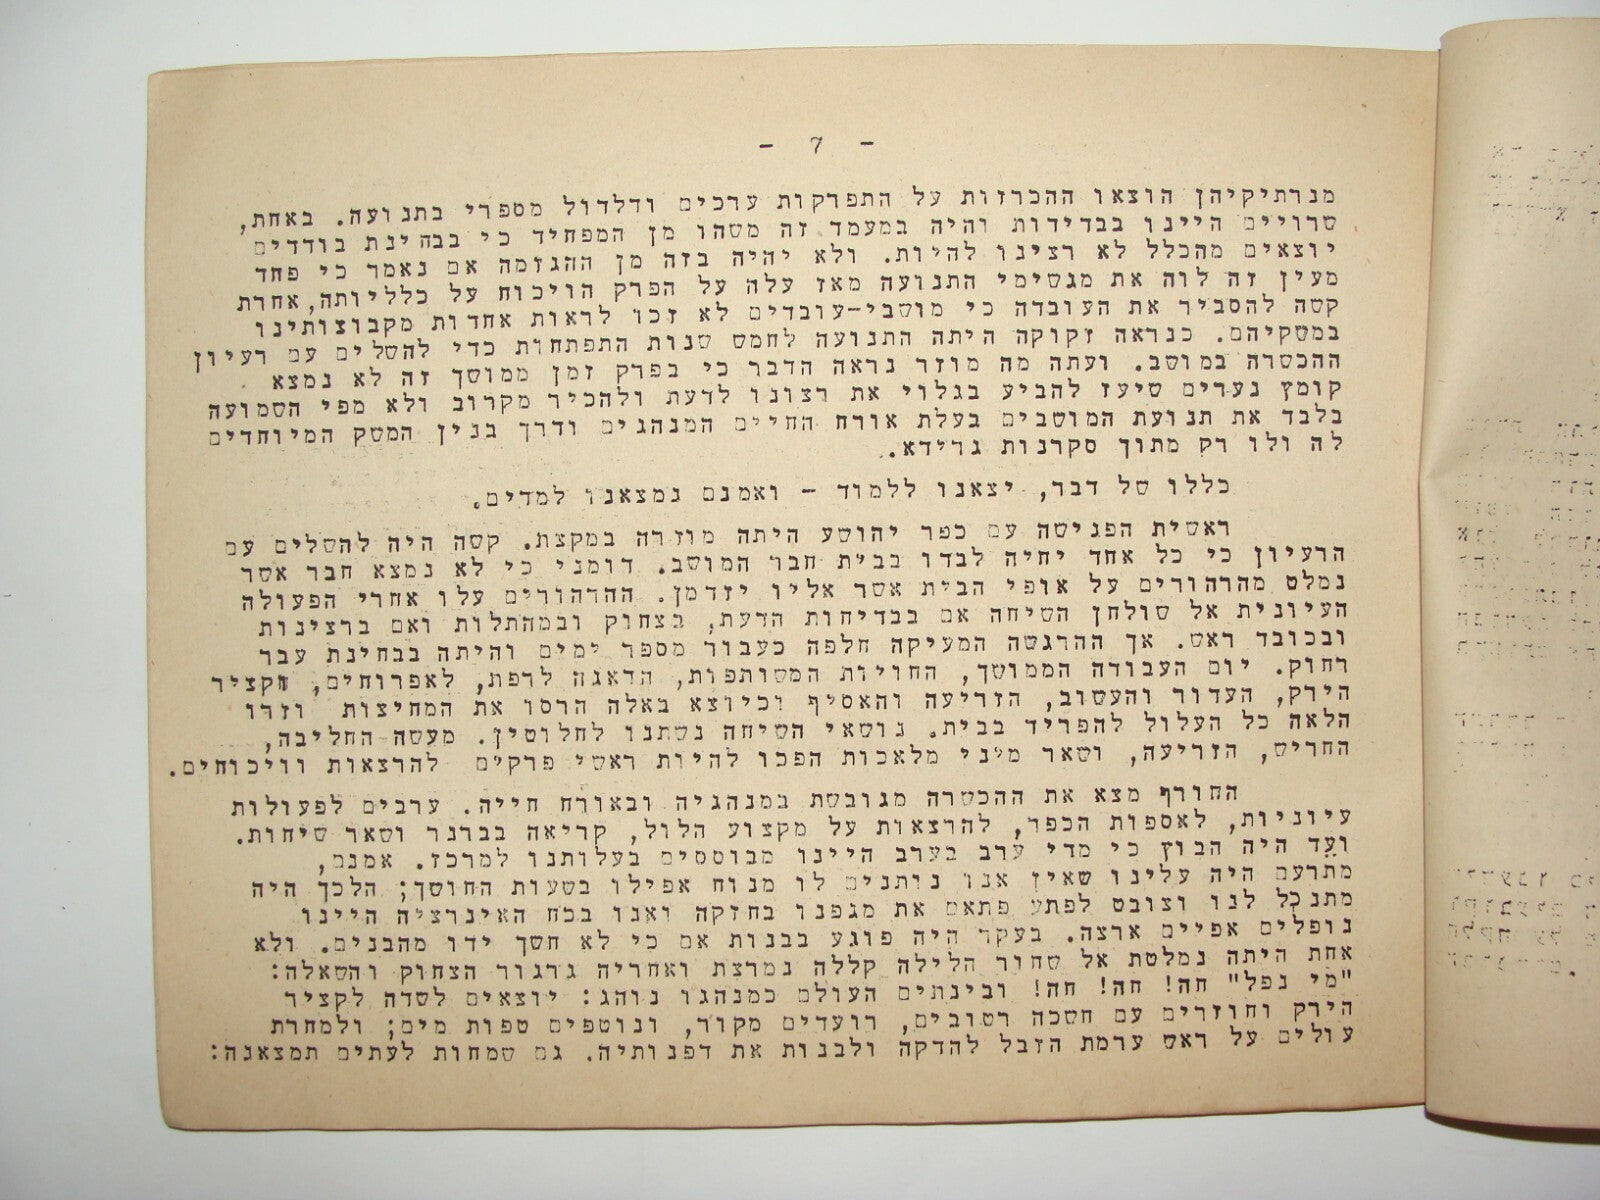 - 7 -
מנרתיקיהן הוצאו ההכרזות על התפרקות ערכים ודלדול מספרי בתנועה. באחת,
סרויים היינו בבדידות והיה במעמד זה משהו מן המפחיד כי בבחינת בודדים
יוצאים מהכלל לא רצינו להיות. ולא יהיה בזה מן ההגזמה אם נאמר כי פחד
מעין זה לוה את מגשימי התנועה מאז עלה על הפרק הויכוח על כלליותה, אחרת
קשה להסביר את העובדה כי מושבי-עובדים לא זכו לראות אחדות מקבוצותינו
במשקיהם. כנראה זקוקה היתה התנועה לחמש שנות התפתחות כדי להשלים עם רעיון
ההכשרה במושב. ועתה מה מוזר נראה הדבר כי בפרק זמן ממושך זה לא נמצא
קומץ נערים שיעז להביע בגלוי את רצונו לדעת ולהכיר מקרוב ולא מפי השמועה
בלבד את תנועת המושבים בעלת אורח החיים המנהגים ודרך בנין המשק המיוחדים
לה ולו רק מתוך סקרנות גרידא.
כללו של דבר, יצאנו ללמוד - ואמנם נמצאנו למדים.
ראשית הפגישה עם כפר יהושע היתה מוזרה במקצת. קשה היה להשלים עם
הרעיון כי כל אחד יחיה לבדו בבית חבר המושב. דומני כי לא נמצא חבר אשר
נמלט מהרהורים על אופי הבית אשר אליו יזדמן. ההרהורים עלו אחרי הפעולה
העיונית אל שולחן השיחה אם בבדיחות הדעת, בצחוק ובמהתלות ואם ברצינות
ובכובד ראש. אך ההרגשה המעיקה חלפה כעבור מספר ימים והיתה בבחינת עבר
רחוק. יום העבודה הממושך, החויות המשותפות, הדאגה לרפת, לאפרוחים, הקציר
הירק, העדור והעשוב, הזריעה והאסיף וכיוצא באלה הרסו את המחיצות וזרו
הלאה כל העלול להפריד בבית. נושאי השיחה נשתנו לחלוטין. מעשה החליבה,
החריש, הזריעה, ושאר מיני מלאכות הפכו להיות ראשי פרקים להרצאות וויכוחים.
החורף מצא את ההכשרה מגובשת במנהגיה ובאורח חייה. ערבים לפעולות
עיוניות, לאספות הכפר, להרצאות על מקצוע הלול, קריאה בברנר ושאר שיחות.
ועד היה הבוץ כי מדי ערב בערב היינו מבוססים בעלותנו למרכז. אמנם,
מתרעם היה עלינו שאין אנו נותנים לו מנוח אפילו בשעות החושך; הלכך היה
מתנכל לנו וצובט לפתע פתאם את מגפנו בחזקה ואנו בכח האינרציה היינו
נופלים אפיים ארצה. בעקר היה פוגע בבנות אם כי לא חשך ידו מהבנים. ולא
אחת היתה נמלטת אל שחור הלילה קללה נמרצת ואחריה גרגור הצחוק והשאלה:
"מי נפל" חה! חה! חה! ובינתים העולם כמנהגו נוהג: יוצאים לשדה לקציר
הירק וחוזרים עם חשכה רטובים, רועדים מקור, ונוטפים טפות מים; ולמחרת
עולים על ראש ערמת הזבל להדקה ולבנות את דפנותיה. גם שמחות לעתים תמצאנה: